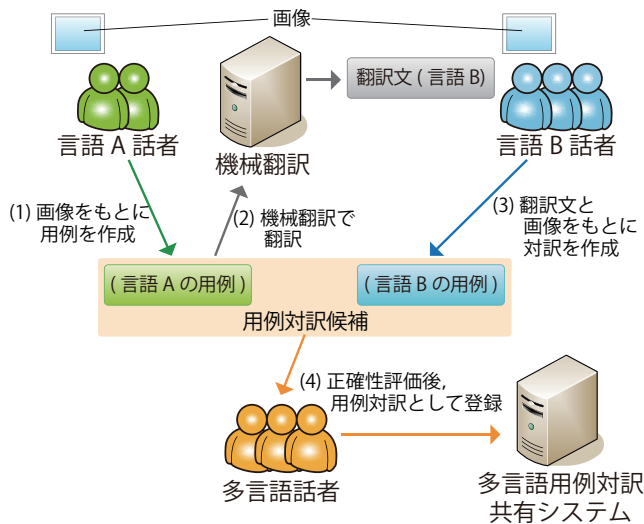 画像
翻訳文 ( 言語 B)
言語 A 話者
機械翻訳
言語 B 話者
(1) 画像をもとに
用例を作成
(2) 機械翻訳で
翻訳
(3) 翻訳文と
画像をもとに
対訳を作成
( 言語 A の用例 )
( 言語 B の用例 )
用例対訳候補
(4) 正確性評価後,
用例対訳として登録
多言語話者
多言語用例対訳
共有システム